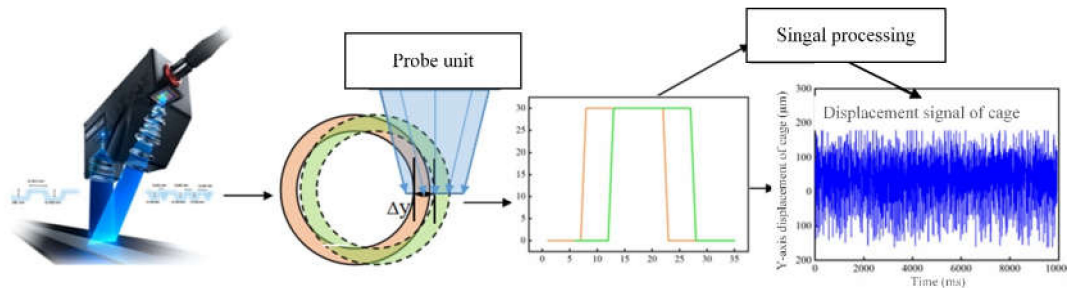 Probe unit
Singal processing
Δy
30
25
20
15
10
5
0
0 5 10 15 20 25 30 35
Displacement signal of cage
Y-axis displacement of cage (μm)
300
200
100
0
100
200
0 2000 4000 6000 8000 1000
Time (ms)